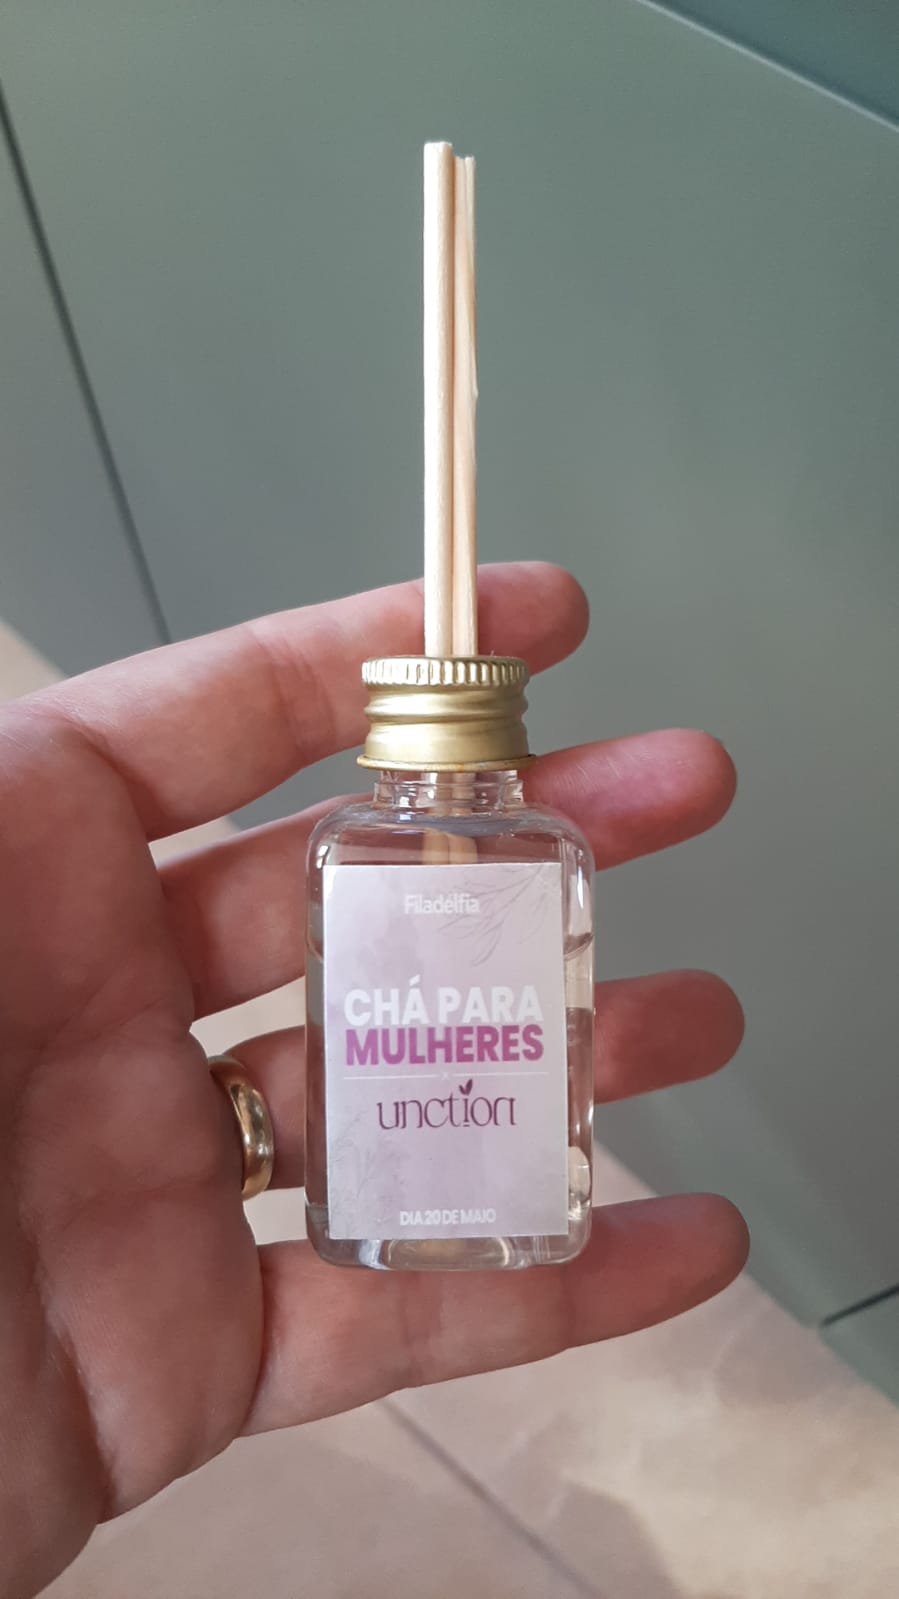 Filadélfia
CHÁ PARA
MULHERES
unction
DIA 20 DE MAIO